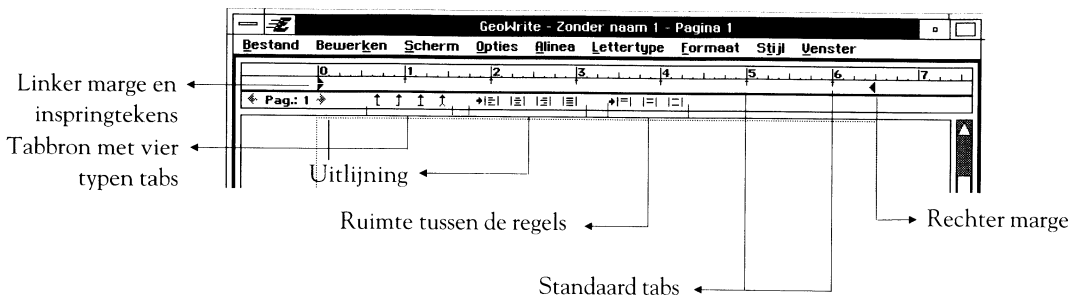 GeoWrite - Zonder naam 1 - Pagina 1
Bestand Bewerken Scherm Opties Alinea Lettertype Formaat Stijl Venster
0 1 2 3 4 5 6 7
Pag.: 1
Linker marge en
inspringtekens
Tabbron met vier
typen tabs
Uitlijning
Ruimte tussen de regels
Rechter marge
Standaard tabs